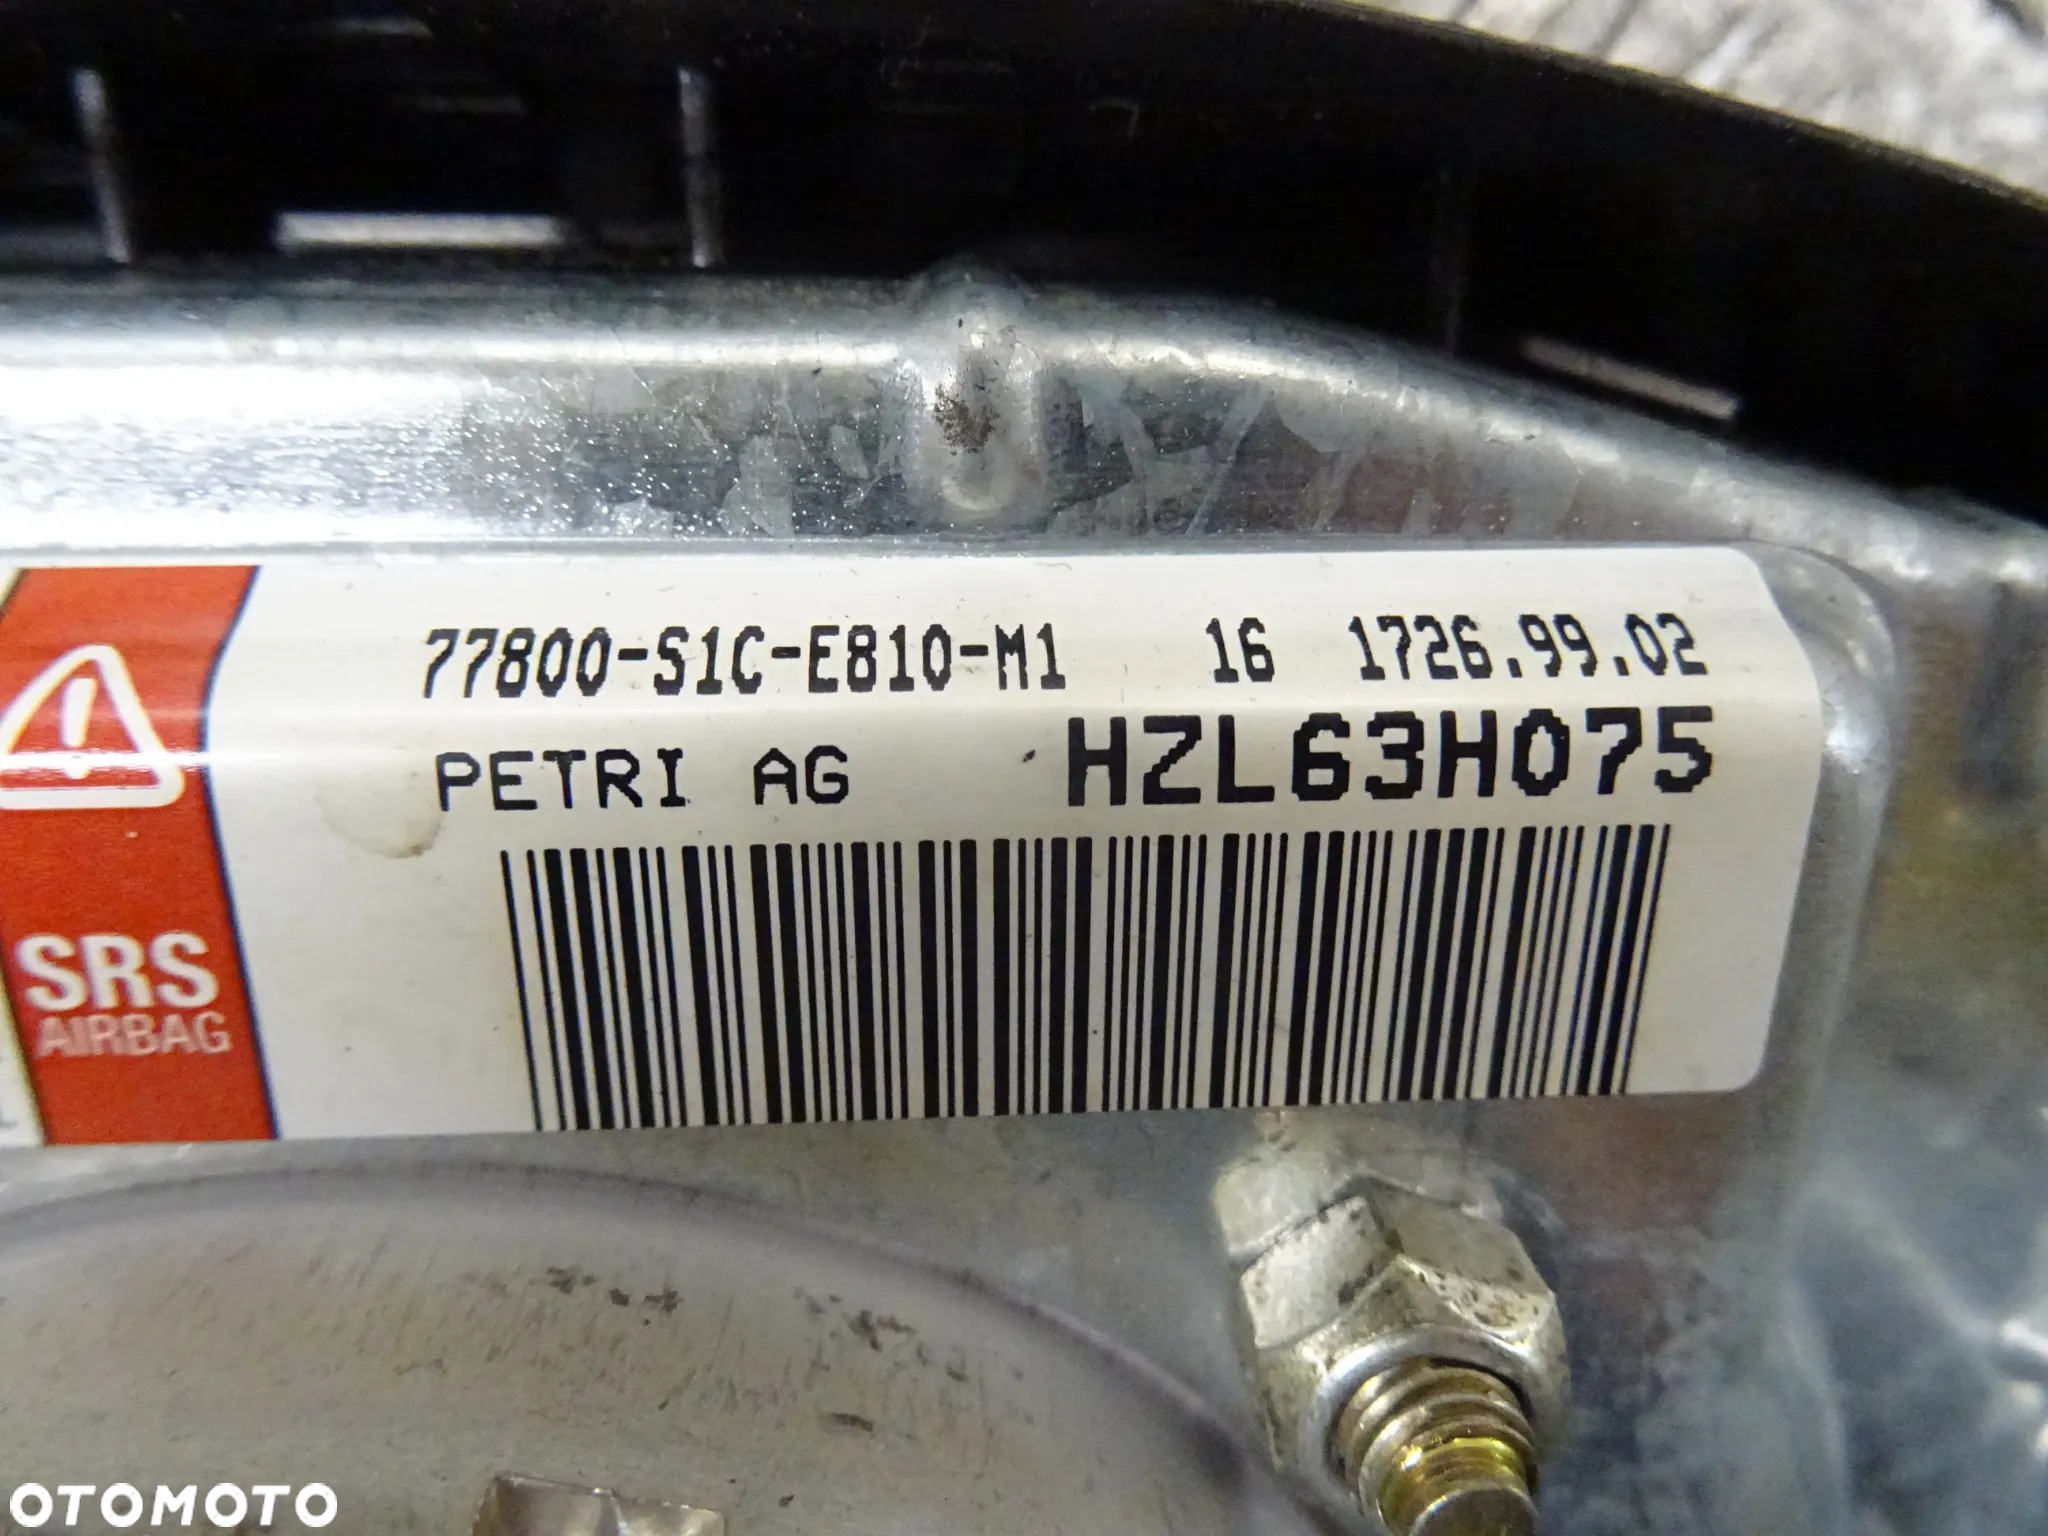 77800-S1C-E810-M1 16 1726.99.02
PETRI AG HZL63H075
SRS
AIRBAG
OTOMOTO